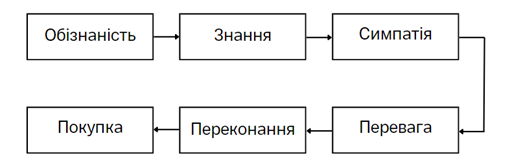 Обізнаність
Знання
Симпатія
Перевага
Переконання
Покупка